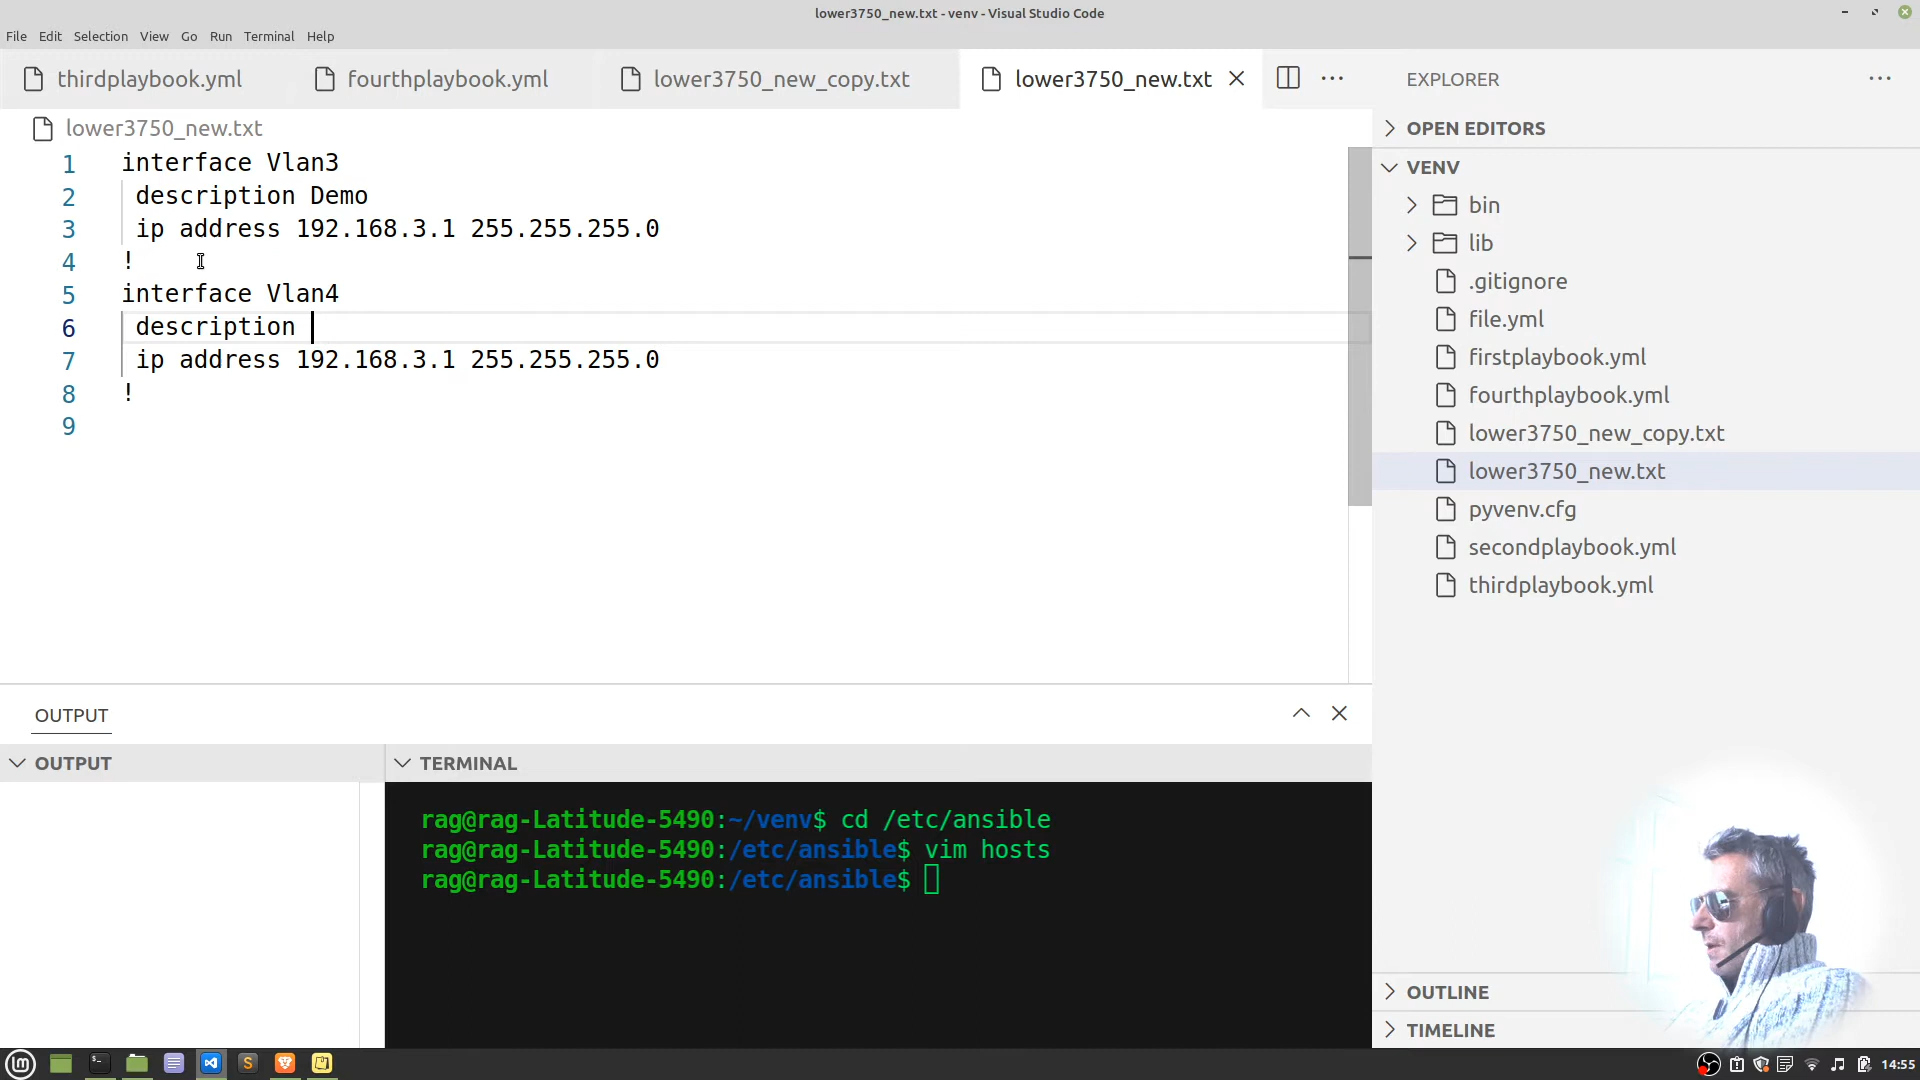 lower3750_new.txt - venv - Visual Studio Code
File Edit Selection View Go Run Terminal Help
thirdplaybook.yml fourthplaybook.yml lower3750_new_copy.txt lower3750_new.txt
lower3750_new.txt
1 interface Vlan3
2 description Demo
3 ip address 192.168.3.1 255.255.255.0
4 !
5 interface Vlan4
6 description
7 ip address 192.168.3.1 255.255.255.0
8 !
9
EXPLORER
OPEN EDITORS
VENV
bin
lib
.gitignore
file.yml
firstplaybook.yml
fourthplaybook.yml
lower3750_new_copy.txt
lower3750_new.txt
pyvenv.cfg
secondplaybook.yml
thirdplaybook.yml
OUTLINE
TIMELINE
OUTPUT
OUTPUT
TERMINAL
rag@rag-Latitude-5490:~/venv$ cd /etc/ansible
rag@rag-Latitude-5490:/etc/ansible$ vim hosts
rag@rag-Latitude-5490:/etc/ansible$
14:55